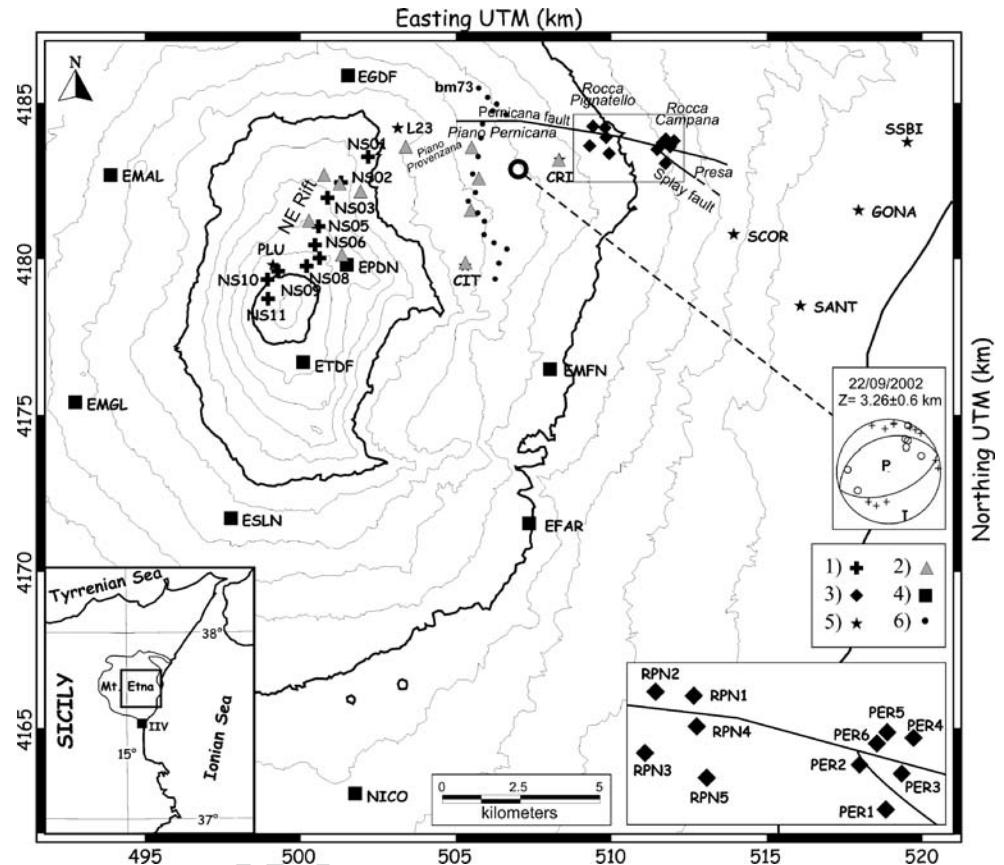 Easting UTM (km)
N
EGDF
bm73
Rocca
Pignatello
Rocca
Campana
4185
L23
Pernicana fault
Piano Pernicana
Piano
Provenzana
SSBI
NS01
EMAL
NS02
CRI
Presa
Splay fault
NE Rift
NS03
GONA
NS05
SCOR
4180
NS06
PLU
EPDN
NS10
NS08
CIT
NS09
NS11
SANT
ETDF
EMFN
Northing UTM (km)
4175
EMGL
22/09/2002
Z= 3.26±0.6 km
P
T
ESLN
EFAR
4170
1)
2)
3)
4)
5)
6)
Tyrrenian Sea
38°
Mt. Etna
SICILY
IIV
15°
Ionian Sea
37°
RPN2
RPN1
PER5
PER4
RPN4
PER6
RPN3
PER2
PER3
RPN5
PER1
4165
NICO
0
2.5
5
kilometers
495
500
505
510
515
520